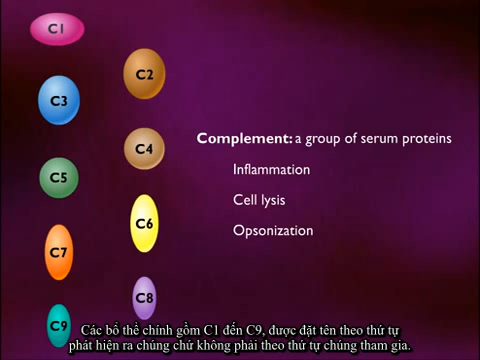 C1
C2
C3
C4
C5
C6
C7
C8
C9
Complement: a group of serum proteins
Inflammation
Cell lysis
Opsonization
Các bổ thể chính gồm C1 đến C9, được đặt tên theo thứ tự
phát hiện ra chúng chứ không phải theo thứ tự chúng tham gia.